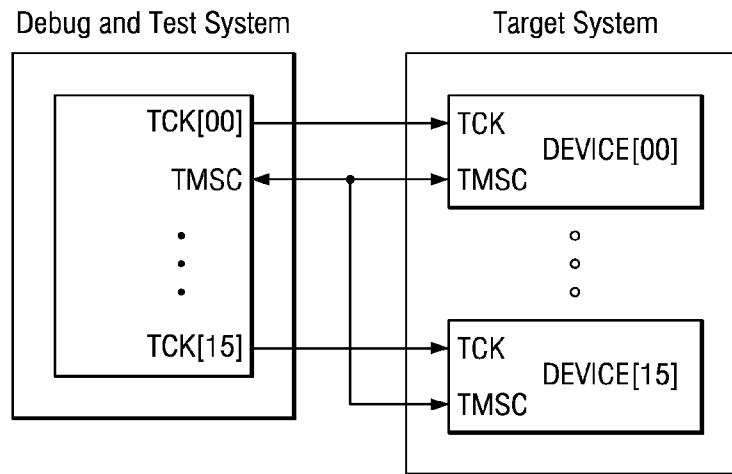 Debug and Test System
Target System
TCK[00]
TMSC
TCK[15]
TCK
DEVICE[00]
TMSC
TCK
DEVICE[15]
TMSC